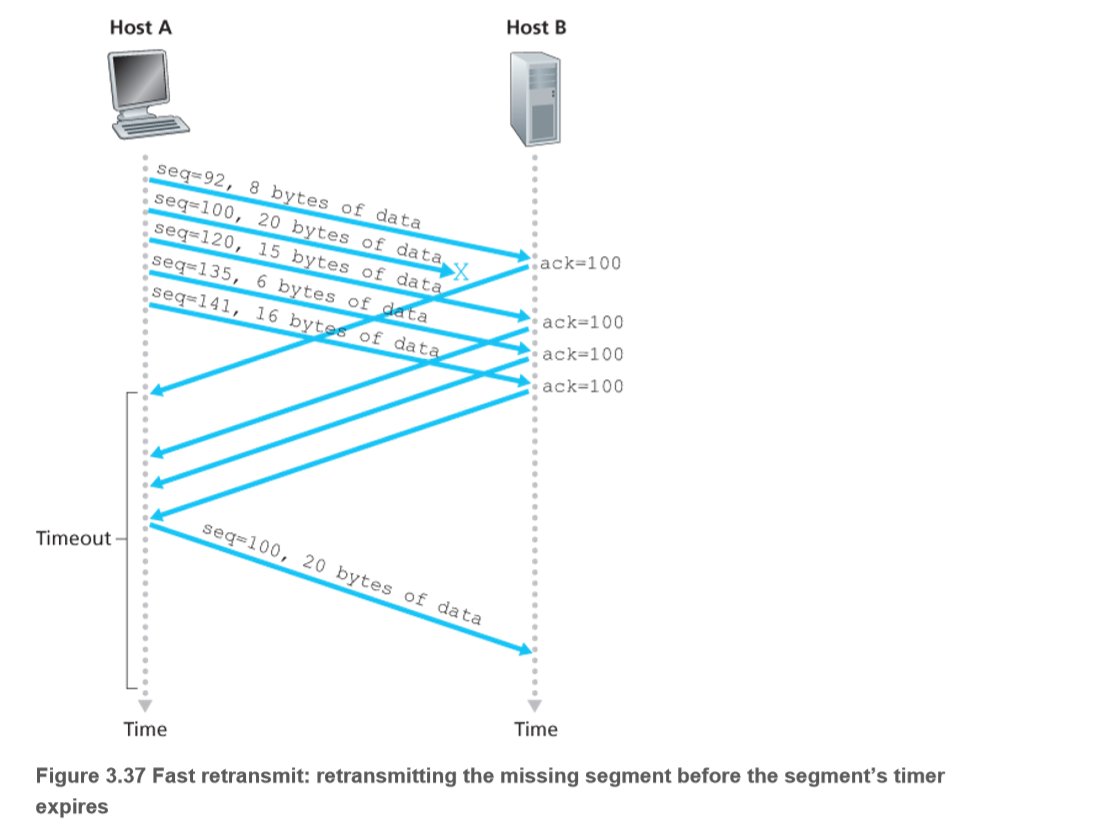 Host A
Host B
seq=92, 8 bytes of data
seq=100, 20 bytes of data
X
seq=120, 15 bytes of data
seq=135, 6 bytes of data
seq=141, 16 bytes of data
ack=100
ack=100
ack=100
ack=100
Timeout
seq=100, 20 bytes of data
Time
Time
Figure 3.37 Fast retransmit: retransmitting the missing segment before the segment’s timer
expires